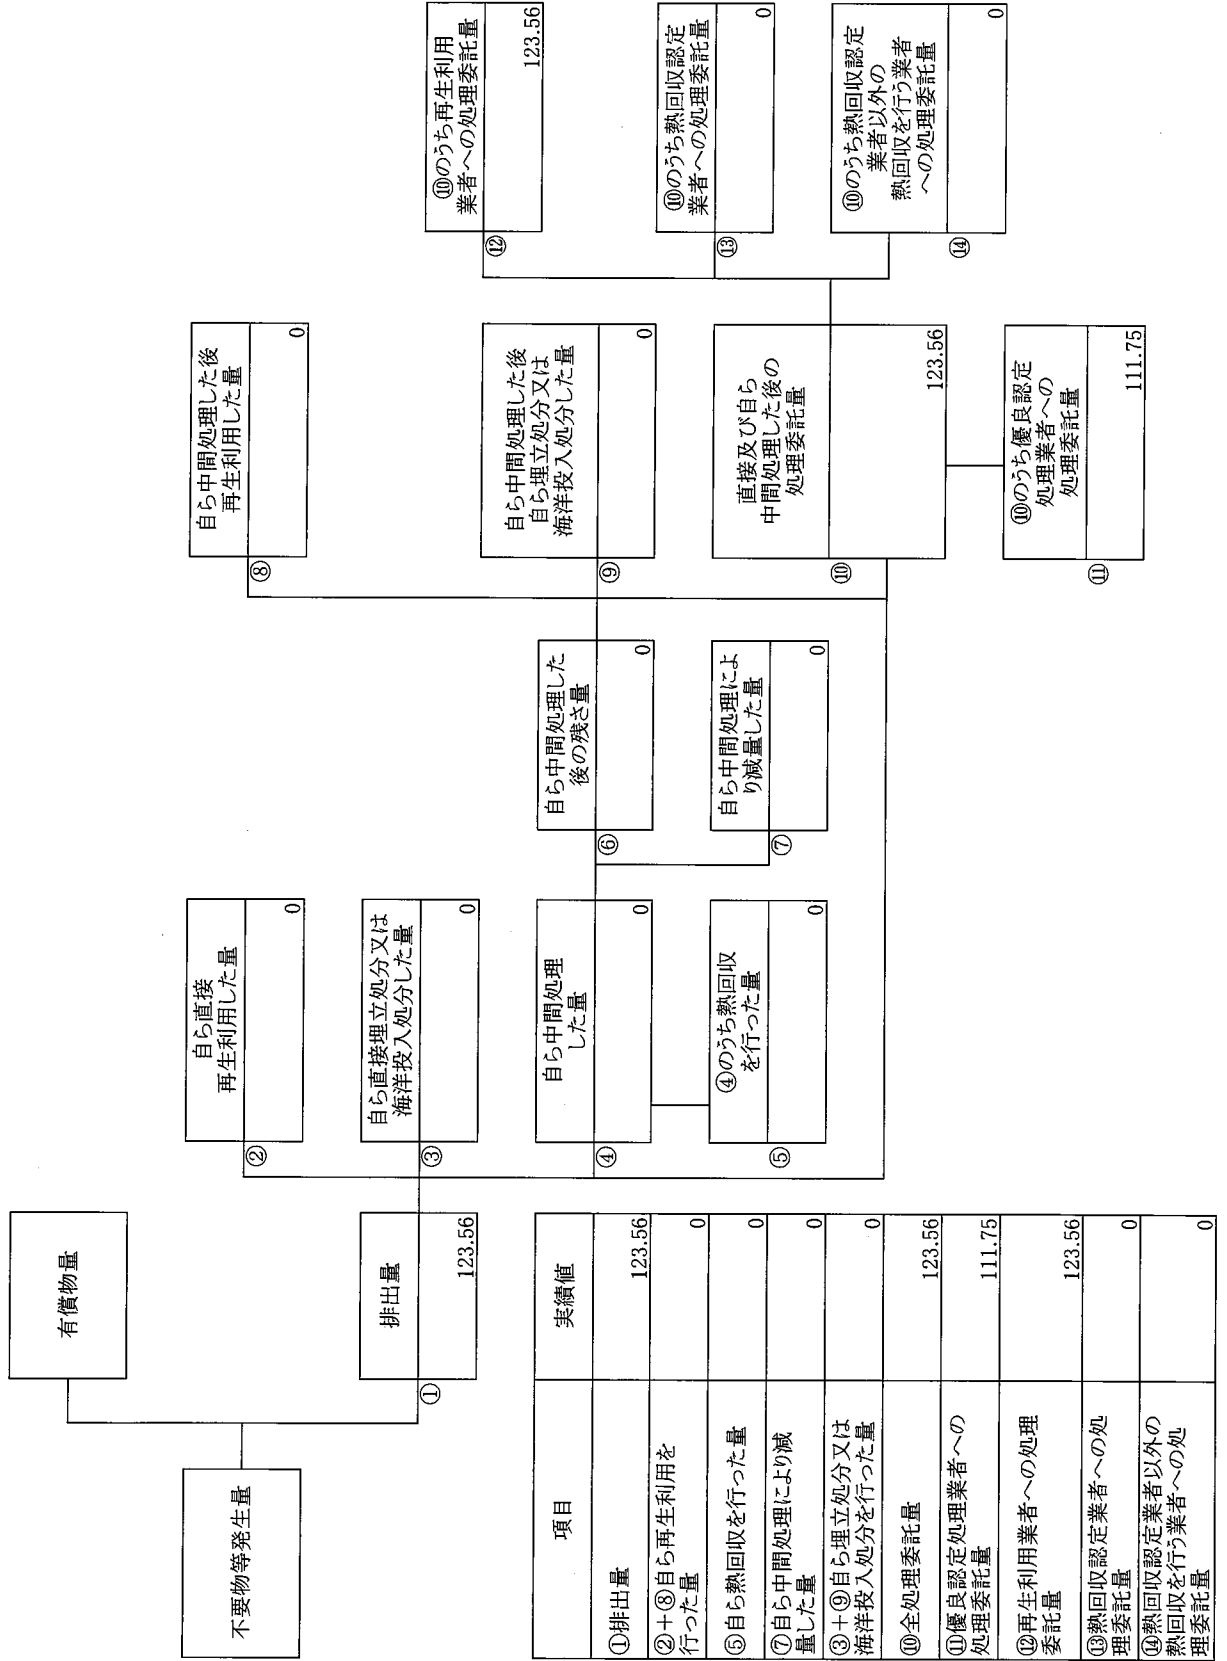 不要物等発生量
有償物量
排出量
①
123.56
自ら直接
再生利用した量
②
0
自ら直接埋立処分又は
海洋投入処分した量
③
0
自ら中間処理
した量
④
0
④のうち熱回収
を行った量
⑤
0
自ら中間処理した
後の残さ量
⑥
0
自ら中間処理によ
り減量した量
⑦
0
自ら中間処理した後
再生利用した量
⑧
0
自ら中間処理した後
自ら埋立処分又は
海洋投入処分した量
⑨
0
直接及び自ら
中間処理した後の
処理委託量
⑩
123.56
⑩のうち優良認定
処理業者への
処理委託量
⑪
111.75
⑩のうち再生利用
業者への処理委託量
⑫
123.56
⑩のうち熱回収認定
業者への処理委託量
⑬
0
⑩のうち熱回収認定
業者以外の
熱回収を行う業者
への処理委託量
⑭
0
項目 実績値
①排出量 123.56
②+⑧自ら再生利用を
行った量 0
⑤自ら熱回収を行った量 0
⑦自ら中間処理により減
量した量 0
③+⑨自ら埋立処分又は
海洋投入処分を行った量 0
⑩全処理委託量 123.56
⑪優良認定処理業者への
処理委託量 111.75
⑫再生利用業者への処理
委託量 123.56
⑬熱回収認定業者への処
理委託量 0
⑭熱回収認定業者以外の
熱回収を行う業者への処
理委託量 0